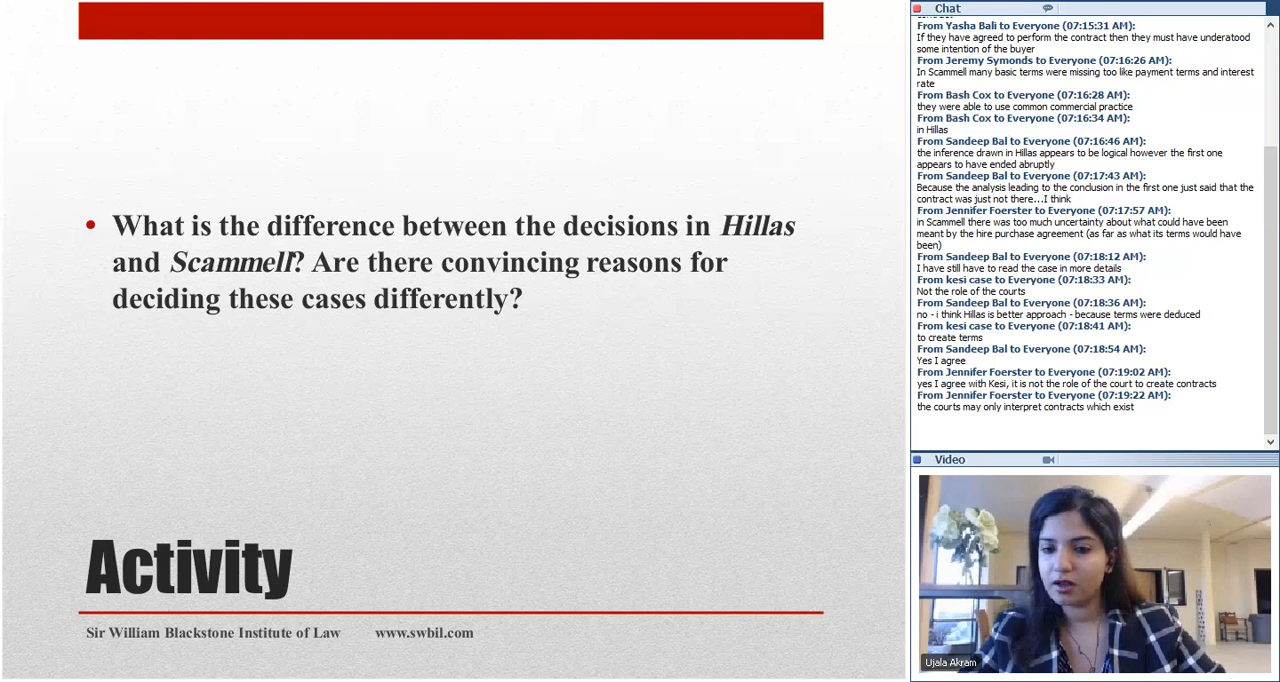 What is the difference between the decisions in Hillas
and Scammell? Are there convincing reasons for
deciding these cases differently?
Activity
Sir William Blackstone Institute of Law www.swbil.com
Chat
From Yasha Bali to Everyone (07:15:31 AM):
If they have agreed to perform the contract then they must have understood
some intention of the buyer
From Jeremy Symonds to Everyone (07:16:26 AM):
In Scammell many basic terms were missing too like payment terms and interest
rate
From Bash Cox to Everyone (07:16:28 AM):
they were able to use common commercial practice
From Bash Cox to Everyone (07:16:34 AM):
in Hillas
From Sandeep Bal to Everyone (07:16:46 AM):
the inference drawn in Hillas appears to be logical however the first one
appears to have ended abruptly
From Sandeep Bal to Everyone (07:17:43 AM):
Because the analysis leading to the conclusion in the first one just said that the
contract was just not there...I think
From Jennifer Foerster to Everyone (07:17:57 AM):
in Scammell there was too much uncertainty about what could have been
meant by the hire purchase agreement (as far as what its terms would have
been)
From Sandeep Bal to Everyone (07:18:12 AM):
I have still have to read the case in more details
From kesi case to Everyone (07:18:33 AM):
Not the role of the courts
From Sandeep Bal to Everyone (07:18:36 AM):
no - i think Hillas is better approach - because terms were deduced
From kesi case to Everyone (07:18:41 AM):
to create terms
From Sandeep Bal to Everyone (07:18:54 AM):
Yes I agree
From Jennifer Foerster to Everyone (07:19:02 AM):
yes I agree with Kesi, it is not the role of the court to create contracts
From Jennifer Foerster to Everyone (07:19:22 AM):
the courts may only interpret contracts which exist
Video
Ujala Akram